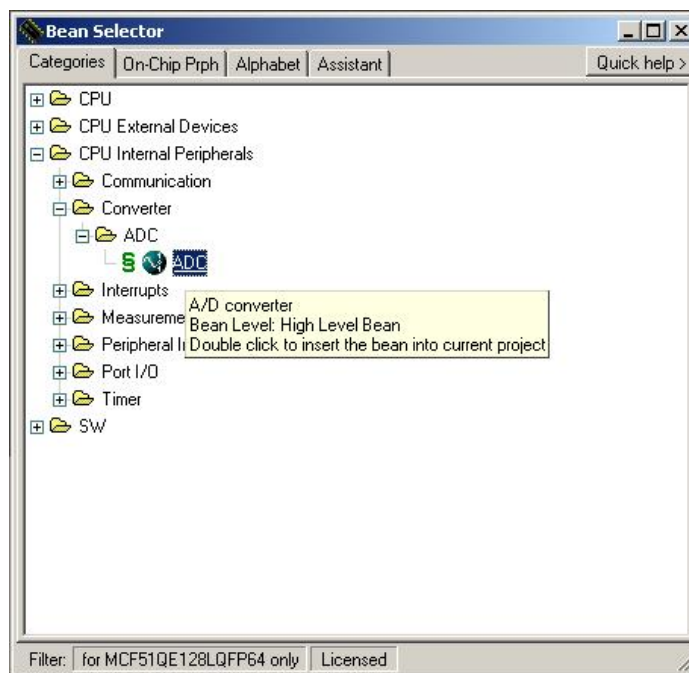 Bean Selector
Categories On-Chip Prph Alphabet Assistant Quick help >
CPU
CPU External Devices
CPU Internal Peripherals
Communication
Converter
ADC
ADC
Interrupts
A/D converter
Bean Level: High Level Bean
Double click to insert the bean into current project
Port I/O
Timer
SW
Filter: for MCF51QE128LQFP64 only Licensed